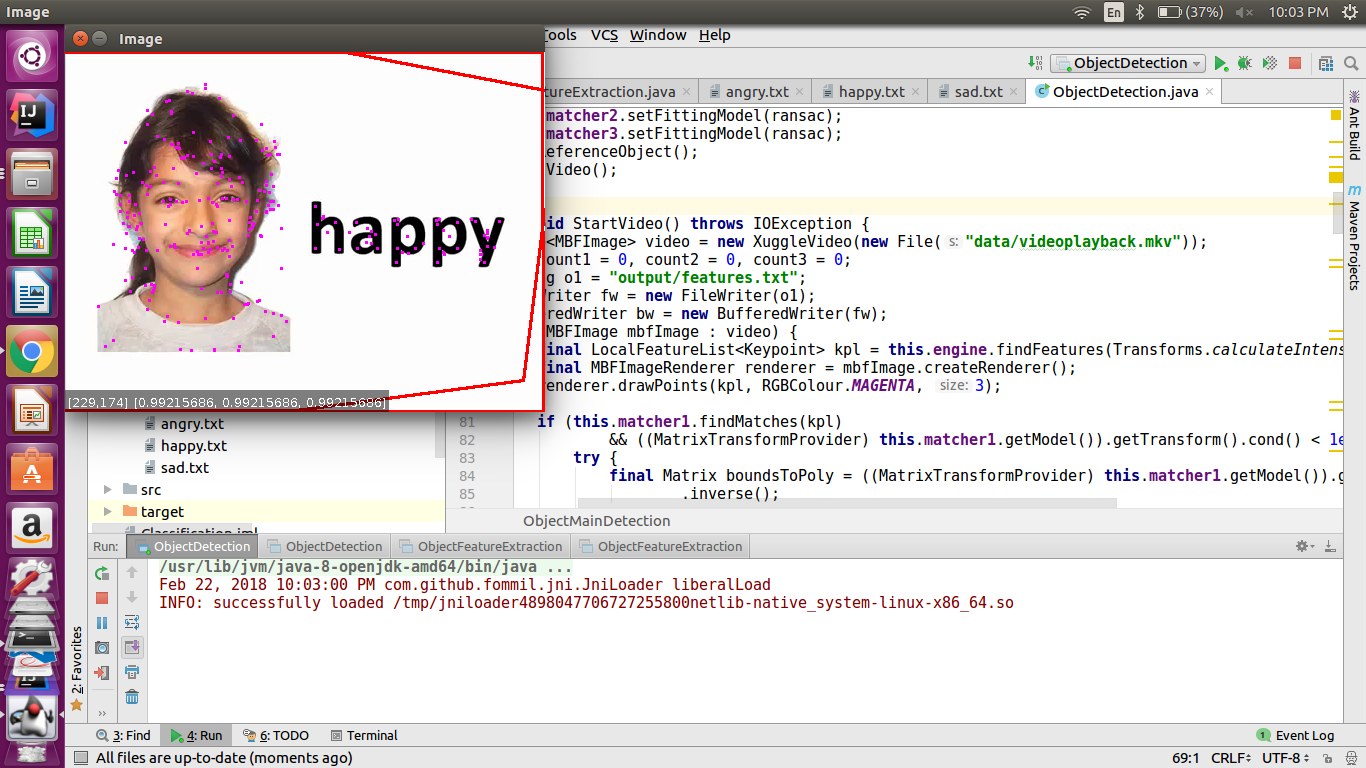 Image
En
(37%)
10:03 PM
Image
Tools VCS Window Help
ObjectDetection
FeatureExtraction.java
angry.txt
happy.txt
sad.txt
ObjectDetection.java
happy
[229,174] [0.99215686, 0.99215686, 0.99215686]
matcher2.setFittingModel(ransac);
matcher3.setFittingModel(ransac);
eferenceObject();
Video();
id StartVideo() throws IOException {
<MBFImage> video = new XuggleVideo(new File( s: "data/videoplayback.mkv"));
ount1 = 0, count2 = 0, count3 = 0;
g o1 = "output/features.txt";
riter fw = new FileWriter(o1);
redWriter bw = new BufferedWriter(fw);
MBFImage mbfImage : video) {
inal LocalFeatureList<Keypoint> kpl = this.engine.findFeatures(Transforms.calculateIntens
inal MBFImageRenderer renderer = mbfImage.createRenderer();
enderer.drawPoints(kpl, RGBColour.MAGENTA, size: 3);
81 if (this.matcher1.findMatches(kpl)
82 && ((MatrixTransformProvider) this.matcher1.getModel()).getTransform().cond() < 1e
83 try {
84 final Matrix boundsToPoly = ((MatrixTransformProvider) this.matcher1.getModel()).g
85 .inverse();
ObjectMainDetection
Ant Build
m Maven Projects
angry.txt
happy.txt
sad.txt
src
target
Classification.iml
Run: ObjectDetection ObjectDetection ObjectFeatureExtraction ObjectFeatureExtraction
/usr/lib/jvm/java-8-openjdk-amd64/bin/java ...
Feb 22, 2018 10:03:00 PM com.github.fommil.jni.JniLoader liberalLoad
INFO: successfully loaded /tmp/jniloader4898047706727255800netlib-native_system-linux-x86_64.so
2: Favorites
3: Find 4: Run 6: TODO Terminal
1 Event Log
All files are up-to-date (moments ago)
69:1 CRLF UTF-8